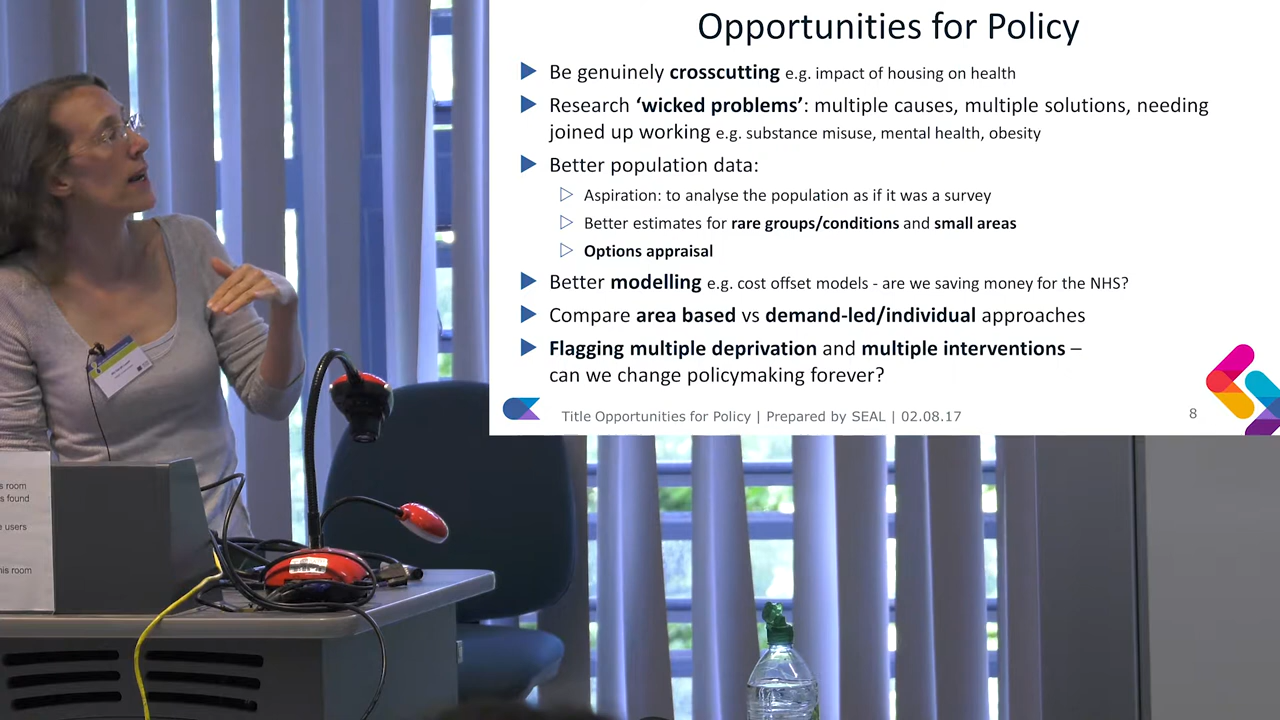 Opportunities for Policy
Be genuinely crosscutting e.g. impact of housing on health
Research ‘wicked problems’: multiple causes, multiple solutions, needing
joined up working e.g. substance misuse, mental health, obesity
Better population data:
Aspiration: to analyse the population as if it was a survey
Better estimates for rare groups/conditions and small areas
Options appraisal
Better modelling e.g. cost offset models - are we saving money for the NHS?
Compare area based vs demand-led/individual approaches
Flagging multiple deprivation and multiple interventions –
can we change policymaking forever?
Title Opportunities for Policy | Prepared by SEAL | 02.08.17
8
room
found
users
this room